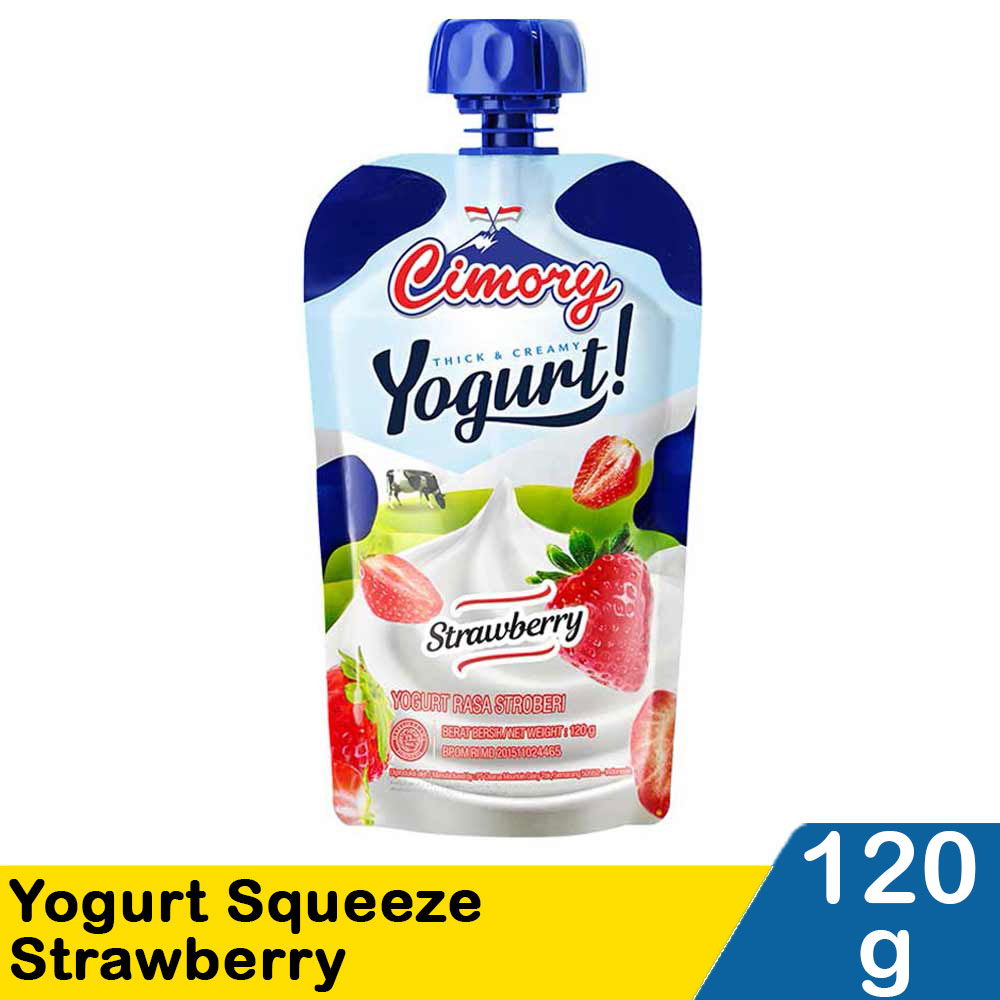 Cimory
THICK & CREAMY
Yogurt!
Strawberry
YOGURT RASA STROBERI
BERAT BERSIH / NET WEIGHT : 120 g
BPOM RI MD 201511024465
Yogurt Squeeze
Strawberry
120
g